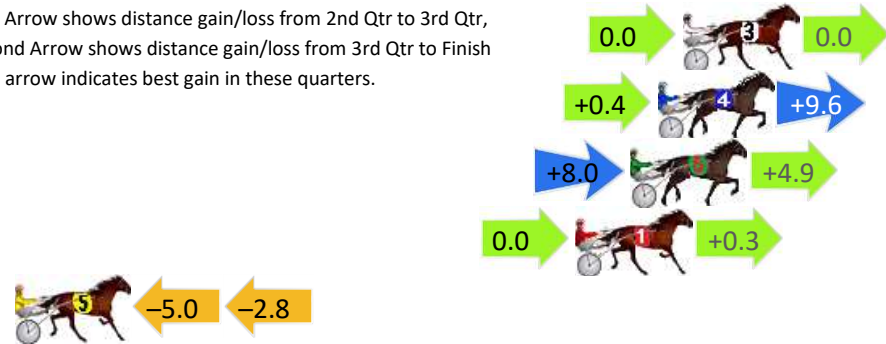 Arrow shows distance gain/loss from 2nd Qtr to 3rd Qtr,
ond Arrow shows distance gain/loss from 3rd Qtr to Finish
arrow indicates best gain in these quarters.
0.0 3 0.0
+0.4 4 +9.6
+8.0 6 +4.9
0.0 1 +0.3
5 –5.0 –2.8